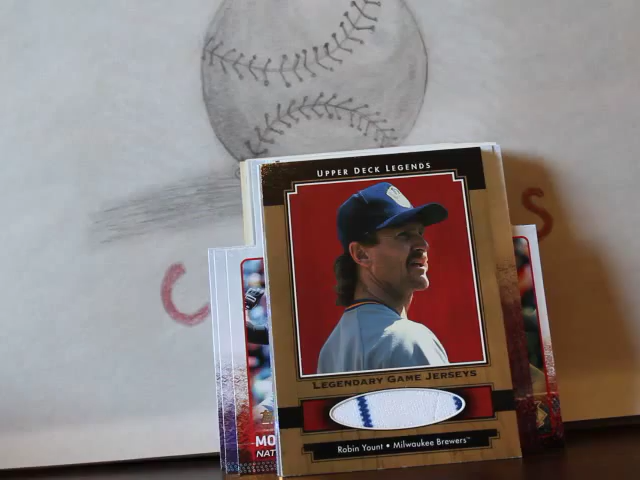 UPPER DECK LEGENDS
C
S
LEGENDARY GAME JERSEYS
Robin Yount • Milwaukee Brewers™
MO
NAT